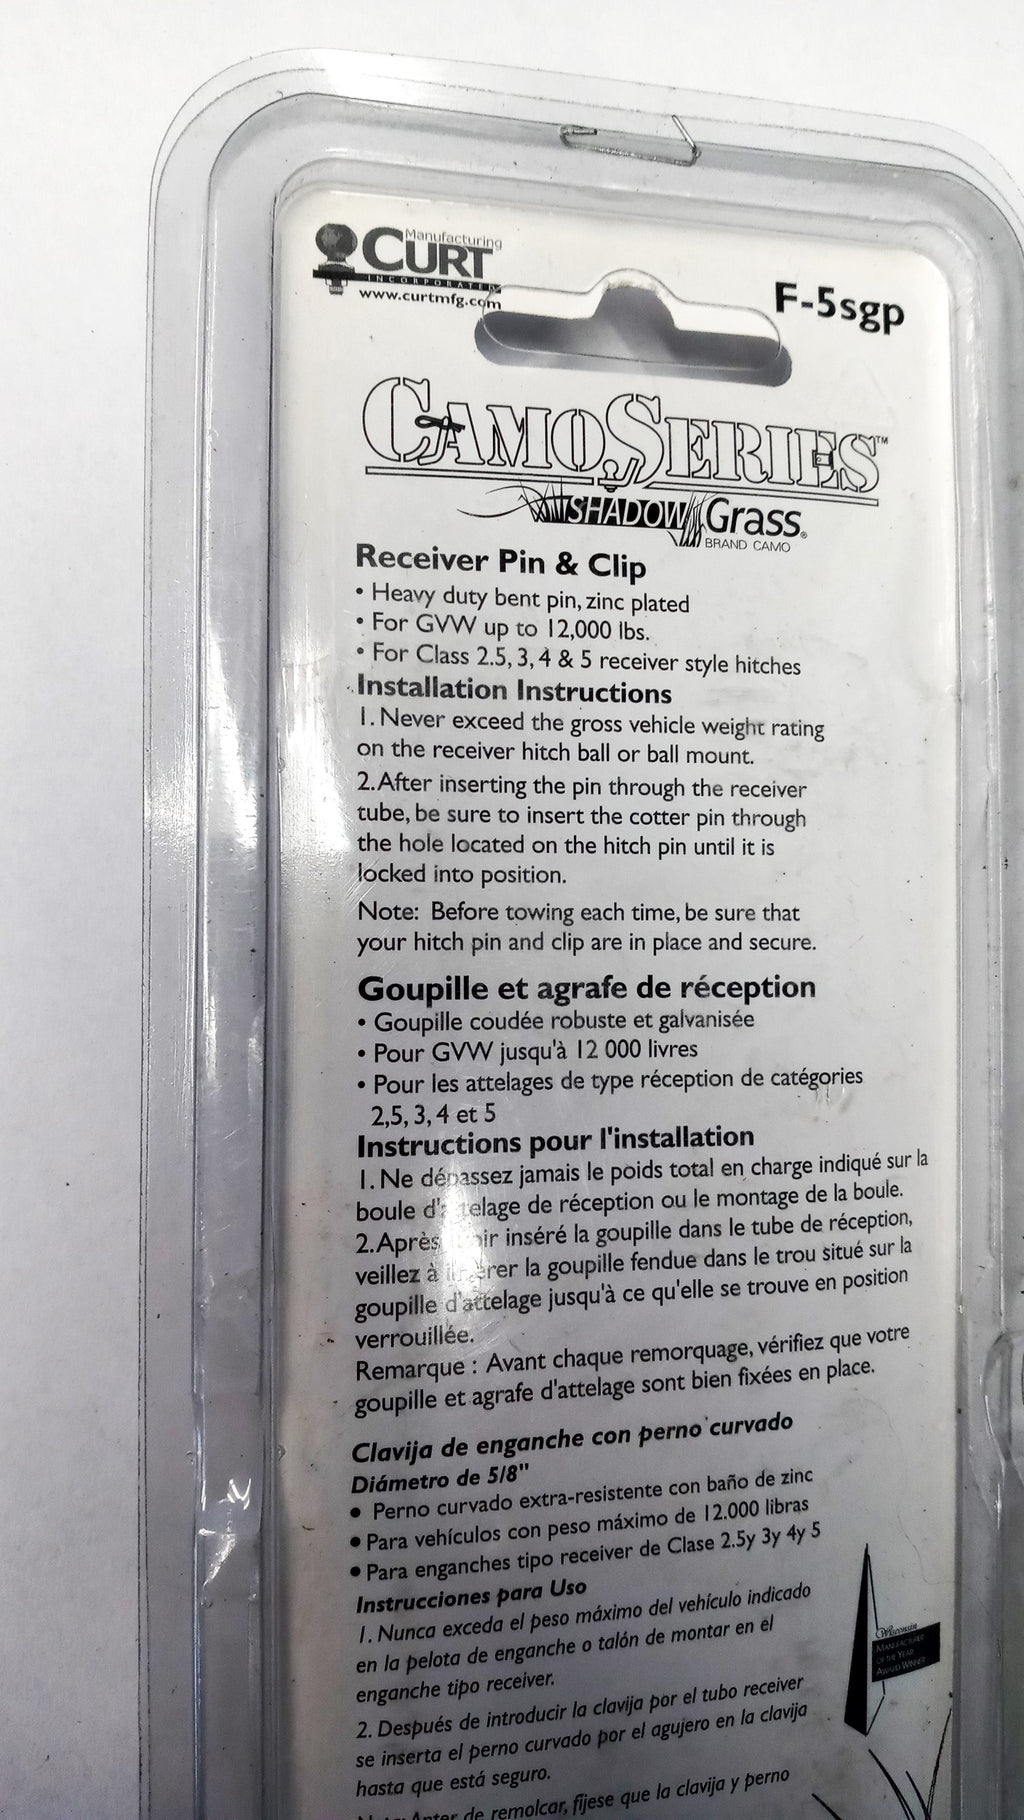 Manufacturing
CURT
INCORPORATED
www.curtmfg.com
F-5sgp
CAMOSERIES™
SHADOW Grass®
BRAND CAMO
Receiver Pin & Clip
• Heavy duty bent pin, zinc plated
• For GVW up to 12,000 lbs.
• For Class 2.5, 3, 4 & 5 receiver style hitches
Installation Instructions
1. Never exceed the gross vehicle weight rating
on the receiver hitch ball or ball mount.
2. After inserting the pin through the receiver
tube, be sure to insert the cotter pin through
the hole located on the hitch pin until it is
locked into position.
Note: Before towing each time, be sure that
your hitch pin and clip are in place and secure.
Goupille et agrafe de réception
• Goupille coudée robuste et galvanisée
• Pour GVW jusqu'à 12 000 livres
• Pour les attelages de type réception de catégories
2,5, 3, 4 et 5
Instructions pour l'installation
1. Ne dépassez jamais le poids total en charge indiqué sur la
boule d'attelage de réception ou le montage de la boule.
2. Après inséré la goupille dans le tube de réception,
veillez à la goupille fendue dans le trou situé sur la
goupille d'attelage jusqu'à ce qu'elle se trouve en position
verrouillée.
Remarque : Avant chaque remorquage, vérifiez que votre
goupille et agrafe d'attelage sont bien fixées en place.
Clavija de enganche con perno curvado
Diámetro de 5/8"
• Perno curvado extra-resistente con baño de zinc
• Para vehículos con peso máximo de 12.000 libras
• Para enganches tipo receiver de Clase 2.5y 3y 4y 5
Instrucciones para Uso
1. Nunca exceda el peso máximo del vehículo indicado
en la pelota de enganche o talón de montar en el
enganche tipo receiver.
2. Después de introducir la clavija por el tubo receiver
se inserta el perno curvado por el agujero en la clavija
hasta que está seguro.
de remolcar, fíjese que la clavija y perno
Wisconsin
MANUFACTURER
OF THE YEAR
AWARD WINNER